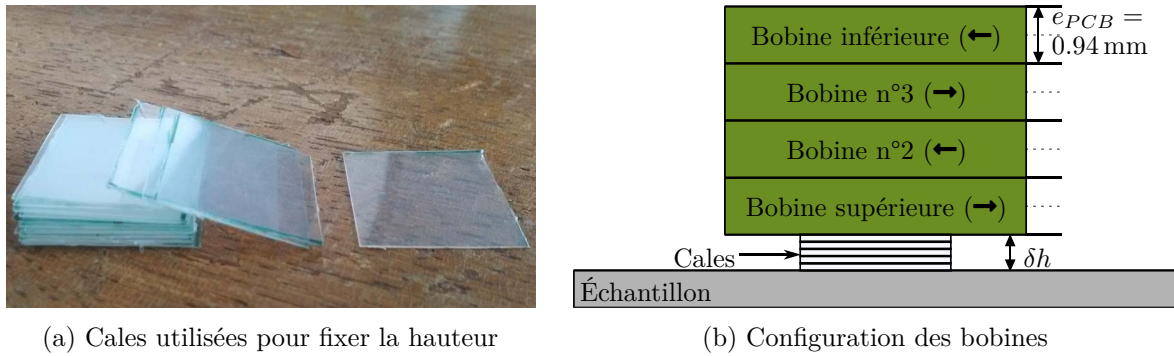 Bobine inférieure (←)
e_PCB =
0.94 mm
Bobine n°3 (→)
Bobine n°2 (←)
Bobine supérieure (→)
Cales
δh
Échantillon
(a) Cales utilisées pour fixer la hauteur
(b) Configuration des bobines